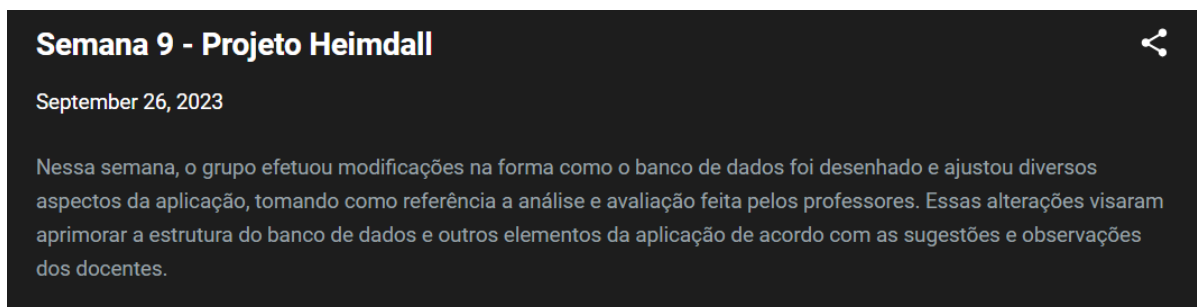 Semana 9 - Projeto Heimdall
September 26, 2023
Nessa semana, o grupo efetuou modificações na forma como o banco de dados foi desenhado e ajustou diversos
aspectos da aplicação, tomando como referência a análise e avaliação feita pelos professores. Essas alterações visaram
aprimorar a estrutura do banco de dados e outros elementos da aplicação de acordo com as sugestões e observações
dos docentes.